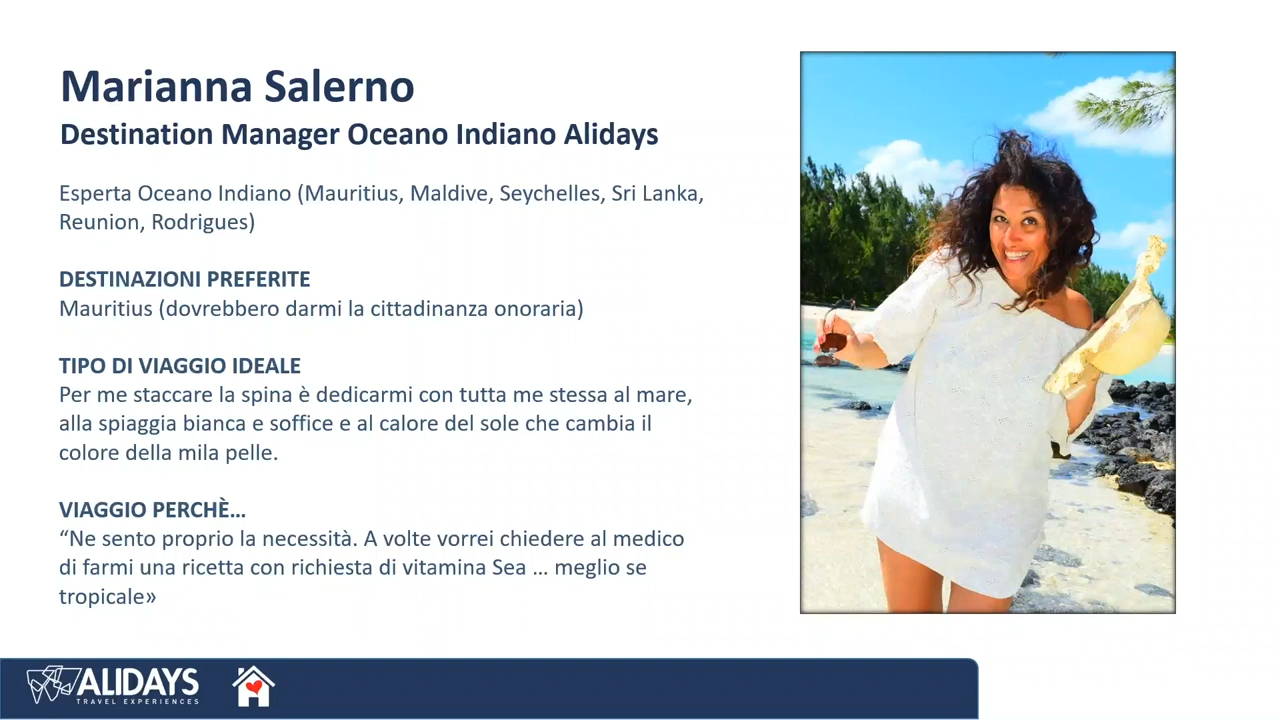 Marianna Salerno
Destination Manager Oceano Indiano Alidays
Esperta Oceano Indiano (Mauritius, Maldive, Seychelles, Sri Lanka,
Reunion, Rodrigues)
DESTINAZIONI PREFERITE
Mauritius (dovrebbero darmi la cittadinanza onoraria)
TIPO DI VIAGGIO IDEALE
Per me staccare la spina è dedicarmi con tutta me stessa al mare,
alla spiaggia bianca e soffice e al calore del sole che cambia il
colore della mila pelle.
VIAGGIO PERCHÈ...
“Ne sento proprio la necessità. A volte vorrei chiedere al medico
di farmi una ricetta con richiesta di vitamina Sea ... meglio se
tropicale»
ALIDAYS
TRAVEL EXPERIENCES